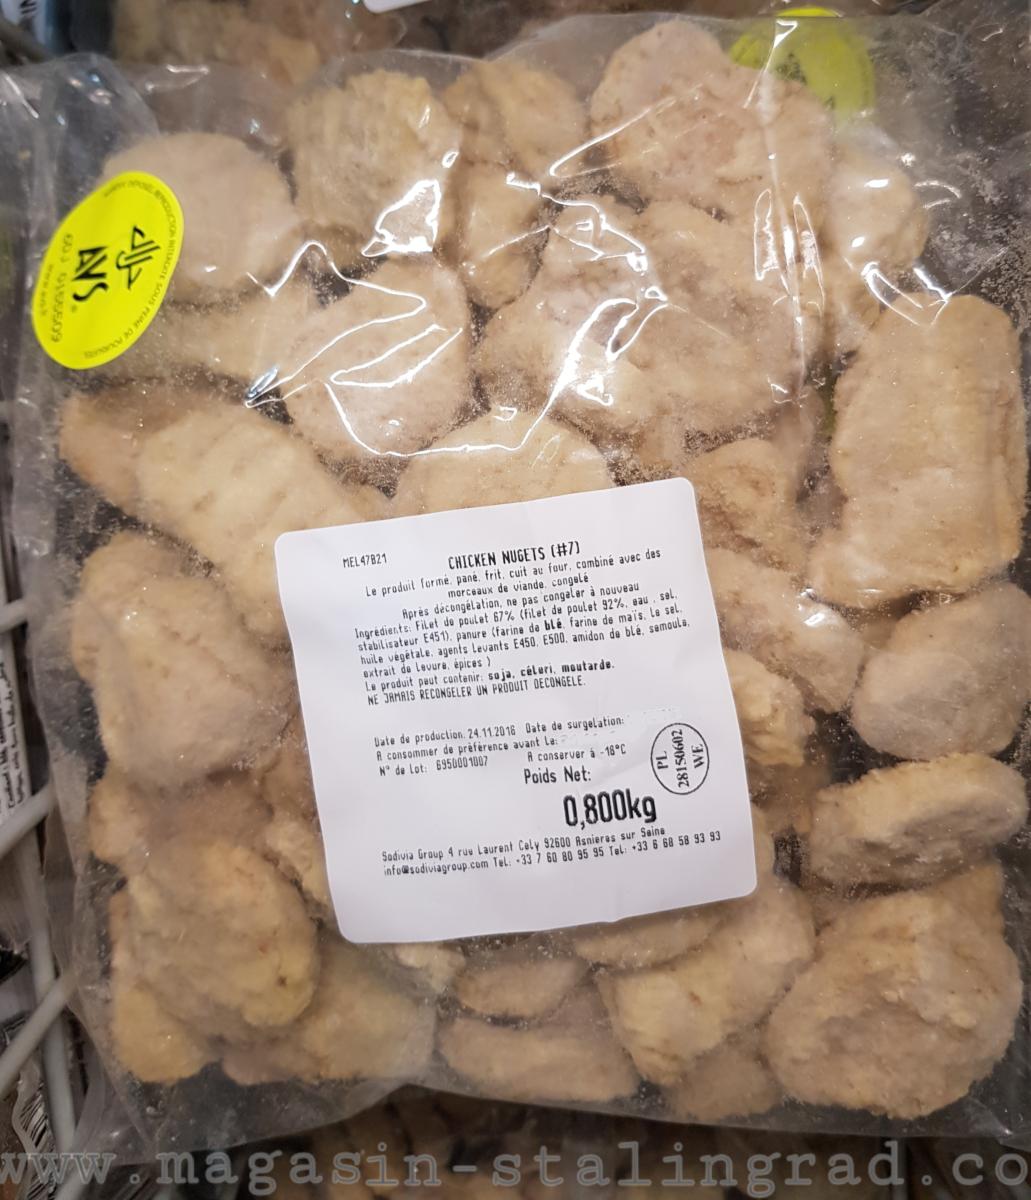 MEL47B21
CHICKEN NUGETS (#7)
Le produit formé, pané, frit, cuit au four, combiné avec des
morceaux de viande, congelé
Après décongélation, ne pas congeler à nouveau
Ingrédients: Filet de poulet 67% (filet de poulet 92%, eau, sel,
stabilisateur E451), panure (farine de blé, farine de maïs, Le sel,
huile végétale, agents Levants E450, E500, amidon de blé, semoule,
extrait de Levure, épices )
Le produit peut contenir: soja, céleri, moutarde.
NE JAMAIS RECONGELER UN PRODUIT DECONGELE.
Date de production: 24.11.2016 Date de surgelation:
A consommer de préférence avant Le:
N° de Lot: 6950001007 A conserver à -18°C
Poids Net:
0,800kg
PL
28150602
WE
Sodivia Group 4 rue Laurent Cely 92600 Asnieres sur Seine
info@sodiviagroup.com Tel: +33 7 60 80 95 95 Tel: +33 6 68 58 93 93
حلال
AVS
www.magasin-stalingrad.co